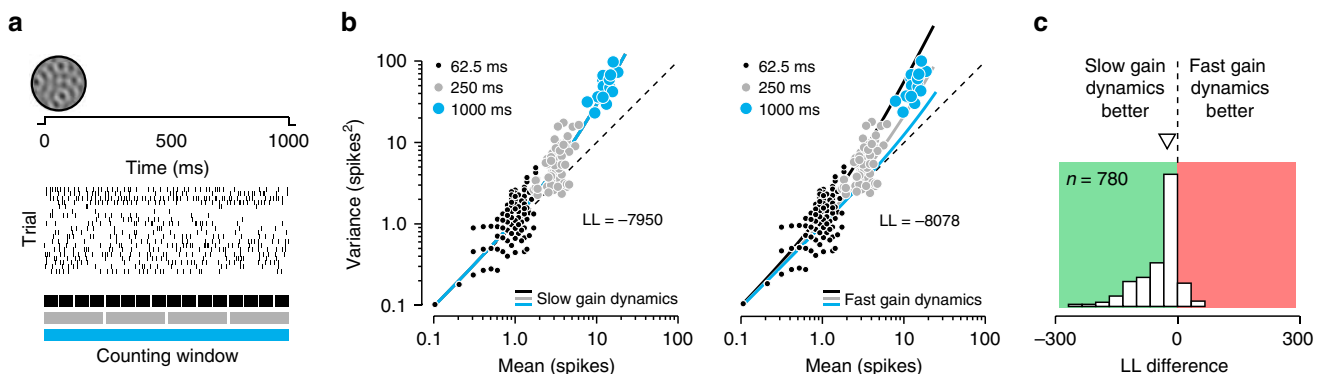 a
0
500
1000
Time (ms)
Trial
Counting window
b
Variance (spikes²)
100
10
1.0
0.1
62.5 ms
250 ms
1000 ms
LL = –7950
Slow gain dynamics
0.1
1.0
10
100
Mean (spikes)
62.5 ms
250 ms
1000 ms
LL = –8078
Fast gain dynamics
0.1
1.0
10
100
Mean (spikes)
c
Slow gain
dynamics
better
Fast gain
dynamics
better
n = 780
–300
0
300
LL difference